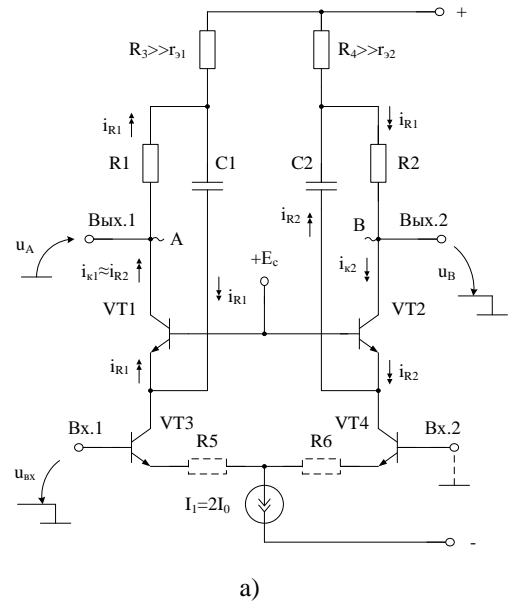 +
R3>>rэ1
R4>>rэ2
iR1
iR1
R1
C1
C2
R2
iR2
Вых.1
A
B
Вых.2
uA
iк1≈iR2
+Ec
iк2
uB
iR1
VT1
VT2
iR1
iR2
Вх.1
VT3
R5
R6
VT4
Вх.2
uвх
I1=2I0
-
а)